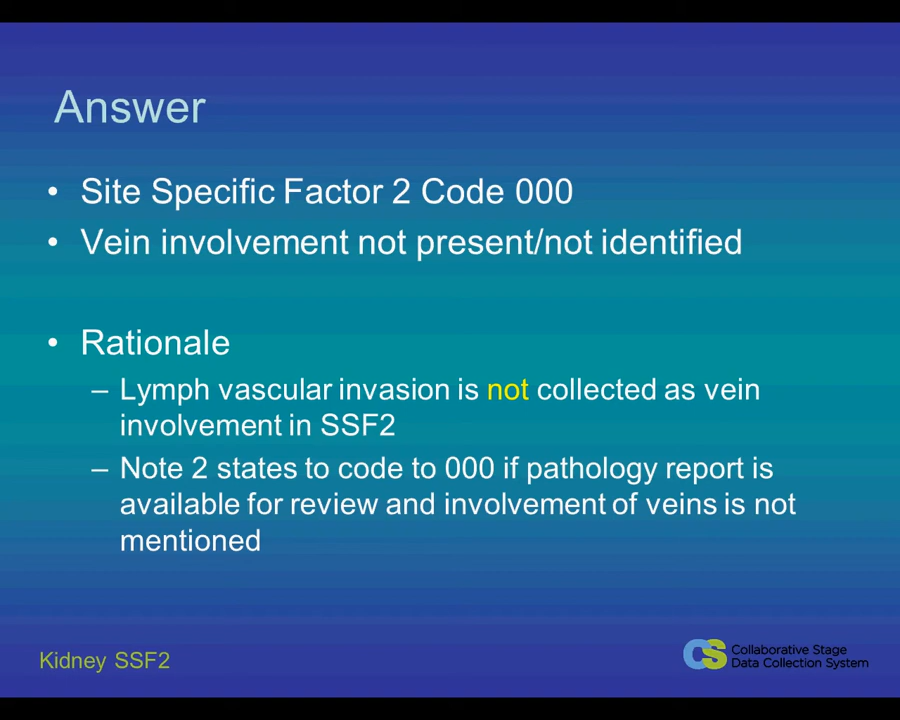 Answer
• Site Specific Factor 2 Code 000
• Vein involvement not present/not identified
• Rationale
– Lymph vascular invasion is not collected as vein
involvement in SSF2
– Note 2 states to code to 000 if pathology report is
available for review and involvement of veins is not
mentioned
Kidney SSF2
CS Collaborative Stage
Data Collection System